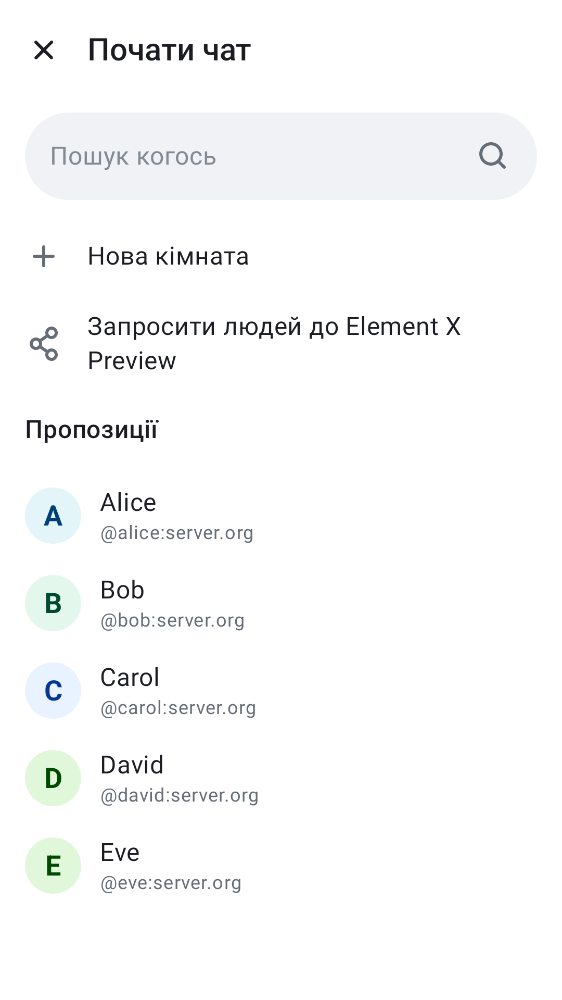 Почати чат
Пошук когось
Нова кімната
Запросити людей до Element X
Preview
Пропозиції
A
Alice
@alice:server.org
B
Bob
@bob:server.org
C
Carol
@carol:server.org
D
David
@david:server.org
E
Eve
@eve:server.org